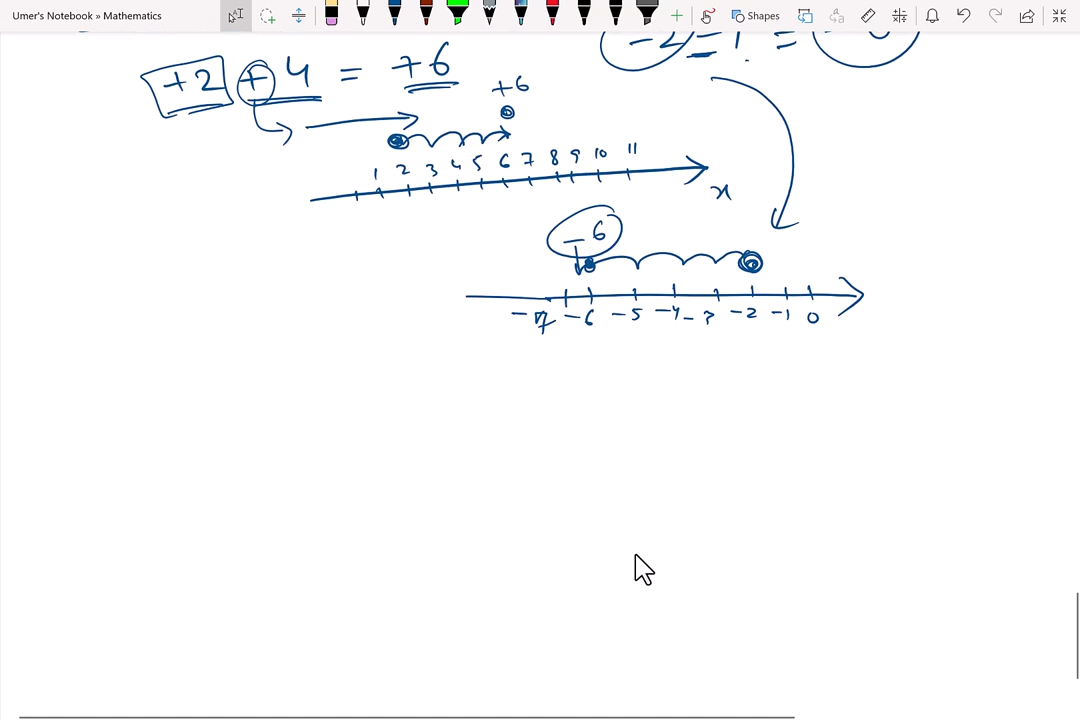 Umer's Notebook » Mathematics
Shapes
-2 =
+2 + 4 = +6
+6
1 2 3 4 5 6 7 8 9 10 11
x
-6
-7 -6 -5 -4 -3 -2 -1 0